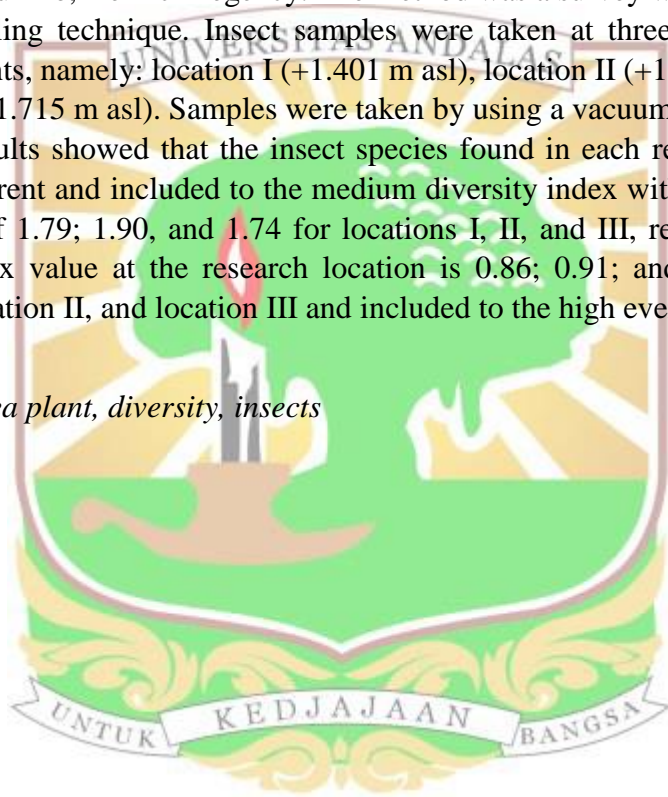 ing technique. Insect samples were taken at three
UNIVERSITAS ANDALAS
nts, namely: location I (+1.401 m asl), location II (+1
1.715 m asl). Samples were taken by using a vacuum
ults showed that the insect species found in each re
rent and included to the medium diversity index wit
f 1.79; 1.90, and 1.74 for locations I, II, and III, re
x value at the research location is 0.86; 0.91; and
ation II, and location III and included to the high eve
ea plant, diversity, insects
UNTUK KEDJAJAAN BANGSA